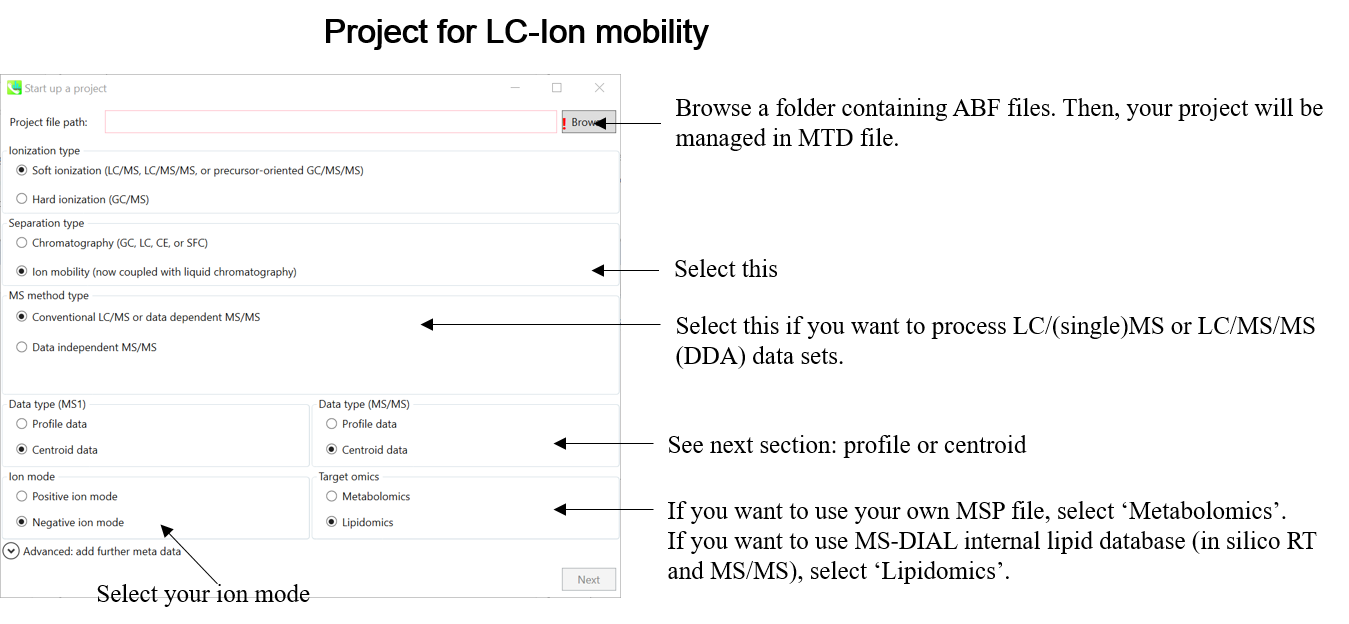 Project for LC-Ion mobility
Start up a project
Project file path:
! Brows
Browse a folder containing ABF files. Then, your project will be
managed in MTD file.
Ionization type
Soft ionization (LC/MS, LC/MS/MS, or precursor-oriented GC/MS/MS)
Hard ionization (GC/MS)
Separation type
Chromatography (GC, LC, CE, or SFC)
Ion mobility (now coupled with liquid chromatography)
Select this
MS method type
Conventional LC/MS or data dependent MS/MS
Data independent MS/MS
Select this if you want to process LC/(single)MS or LC/MS/MS
(DDA) data sets.
Data type (MS1)
Profile data
Centroid data
Data type (MS/MS)
Profile data
Centroid data
See next section: profile or centroid
Ion mode
Positive ion mode
Negative ion mode
Target omics
Metabolomics
Lipidomics
If you want to use your own MSP file, select ‘Metabolomics’.
If you want to use MS-DIAL internal lipid database (in silico RT
and MS/MS), select ‘Lipidomics’.
Advanced: add further meta data
Select your ion mode
Next